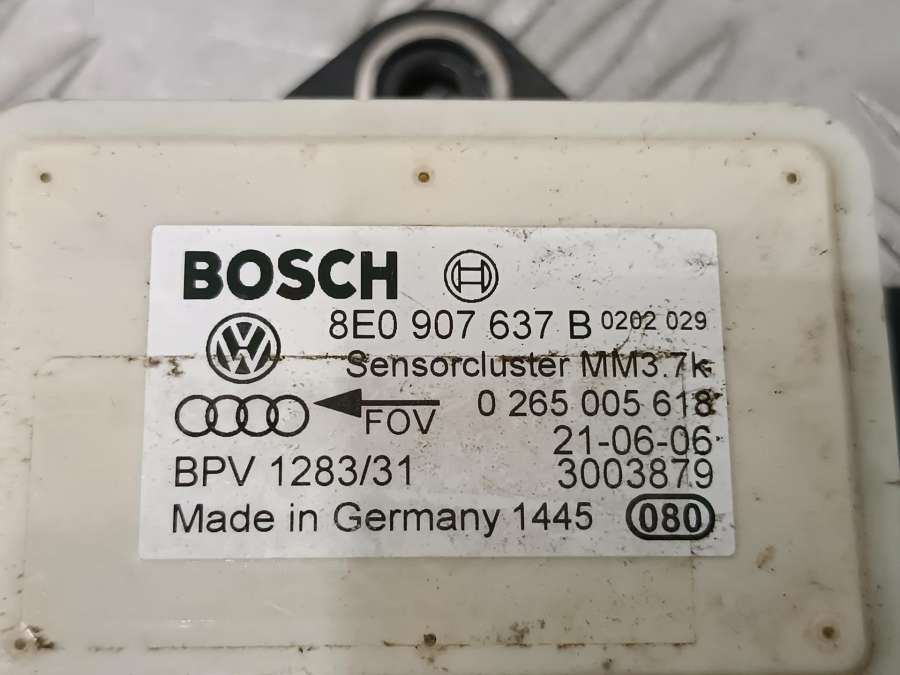 BOSCH
8E0 907 637 B 0202 029
Sensorcluster MM3.7k
0 265 005 618
FOV
21-06-06
BPV 1283/31 3003879
Made in Germany 1445 080